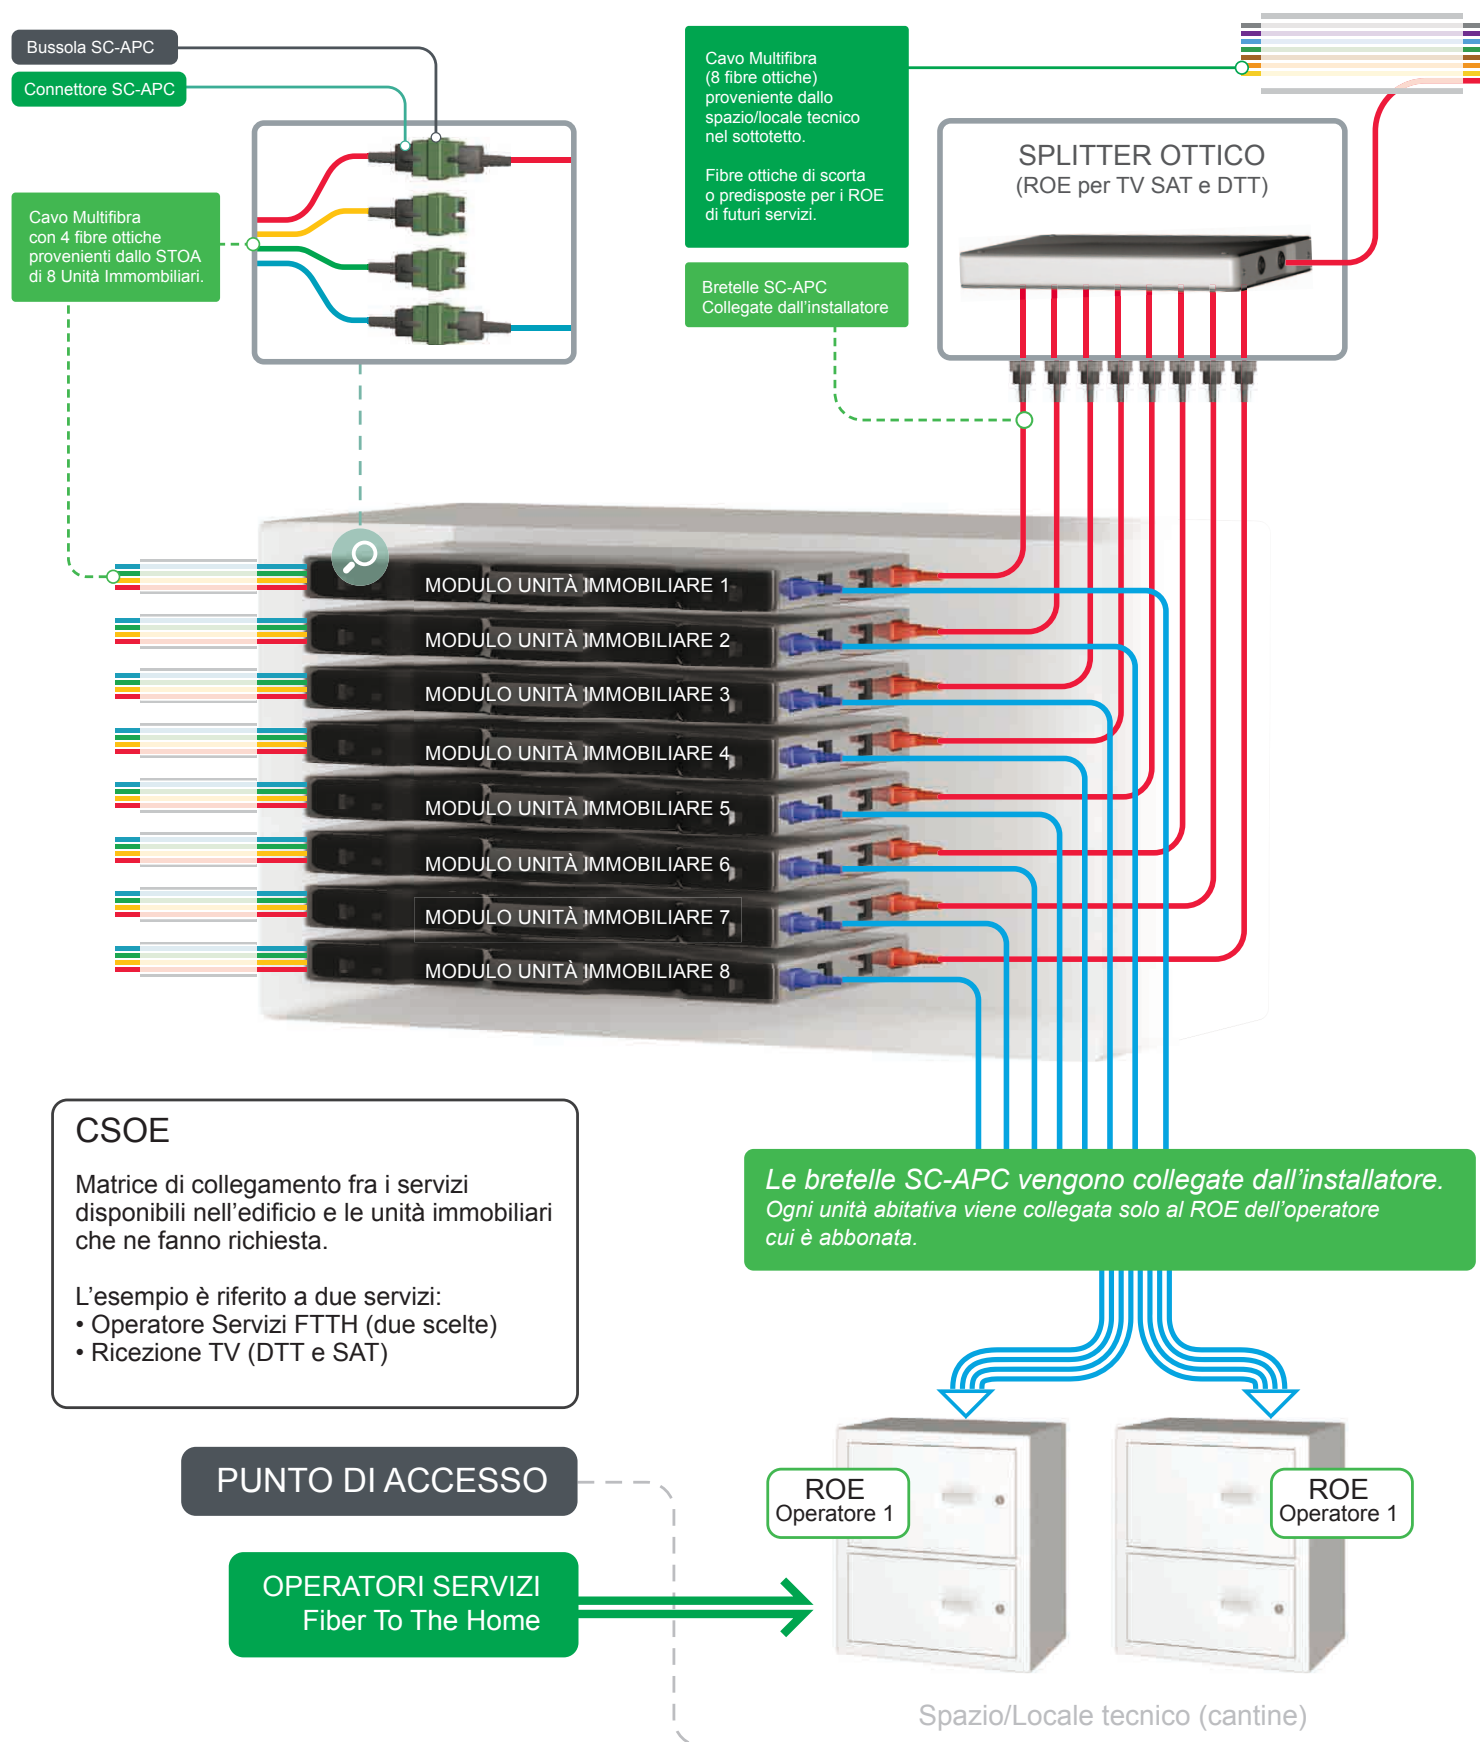 Bussola SC-APC
Connettore SC-APC
Cavo Multifibra
con 4 fibre ottiche
provenienti dallo STOA
di 8 Unità Immombiliari.
Cavo Multifibra
(8 fibre ottiche)
proveniente dallo
spazio/locale tecnico
nel sottotetto.
Fibre ottiche di scorta
o predisposte per i ROE
di futuri servizi.
Bretelle SC-APC
Collegate dall’installatore
SPLITTER OTTICO
(ROE per TV SAT e DTT)
MODULO UNITÀ IMMOBILIARE 1
MODULO UNITÀ IMMOBILIARE 2
MODULO UNITÀ IMMOBILIARE 3
MODULO UNITÀ IMMOBILIARE 4
MODULO UNITÀ IMMOBILIARE 5
MODULO UNITÀ IMMOBILIARE 6
MODULO UNITÀ IMMOBILIARE 7
MODULO UNITÀ IMMOBILIARE 8
CSOE
Matrice di collegamento fra i servizi
disponibili nell’edificio e le unità immobiliari
che ne fanno richiesta.
L’esempio è riferito a due servizi:
• Operatore Servizi FTTH (due scelte)
• Ricezione TV (DTT e SAT)
Le bretelle SC-APC vengono collegate dall’installatore.
Ogni unità abitativa viene collegata solo al ROE dell’operatore
cui è abbonata.
PUNTO DI ACCESSO
OPERATORI SERVIZI
Fiber To The Home
ROE
Operatore 1
ROE
Operatore 1
Spazio/Locale tecnico (cantine)